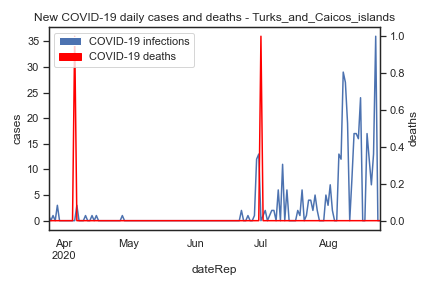 New COVID-19 daily cases and deaths - Turks_and_Caicos_islands
COVID-19 infections
COVID-19 deaths
cases
35
30
25
20
15
10
5
0
1.0
0.8
0.6
0.4
0.2
0.0
deaths
Apr May Jun Jul Aug
2020
dateRep